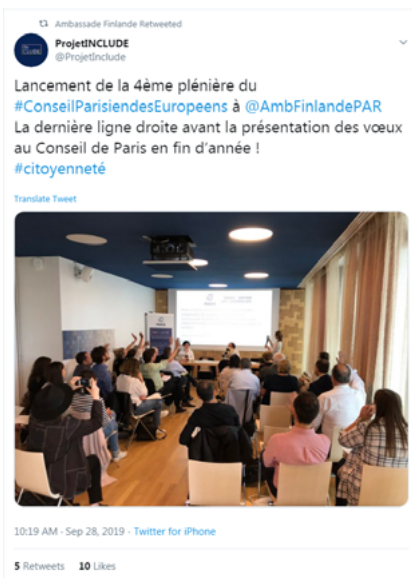 Ambassade Finlande Retweeted
ProjetINCLUDE
@ProjetInclude
Lancement de la 4ème plénière du
#ConseilParisiendesEuropeens à @AmbFinlandePAR
La dernière ligne droite avant la présentation des vœux
au Conseil de Paris en fin d'année !
#citoyenneté
Translate Tweet
10:19 AM · Sep 28, 2019 · Twitter for iPhone
5 Retweets 10 Likes